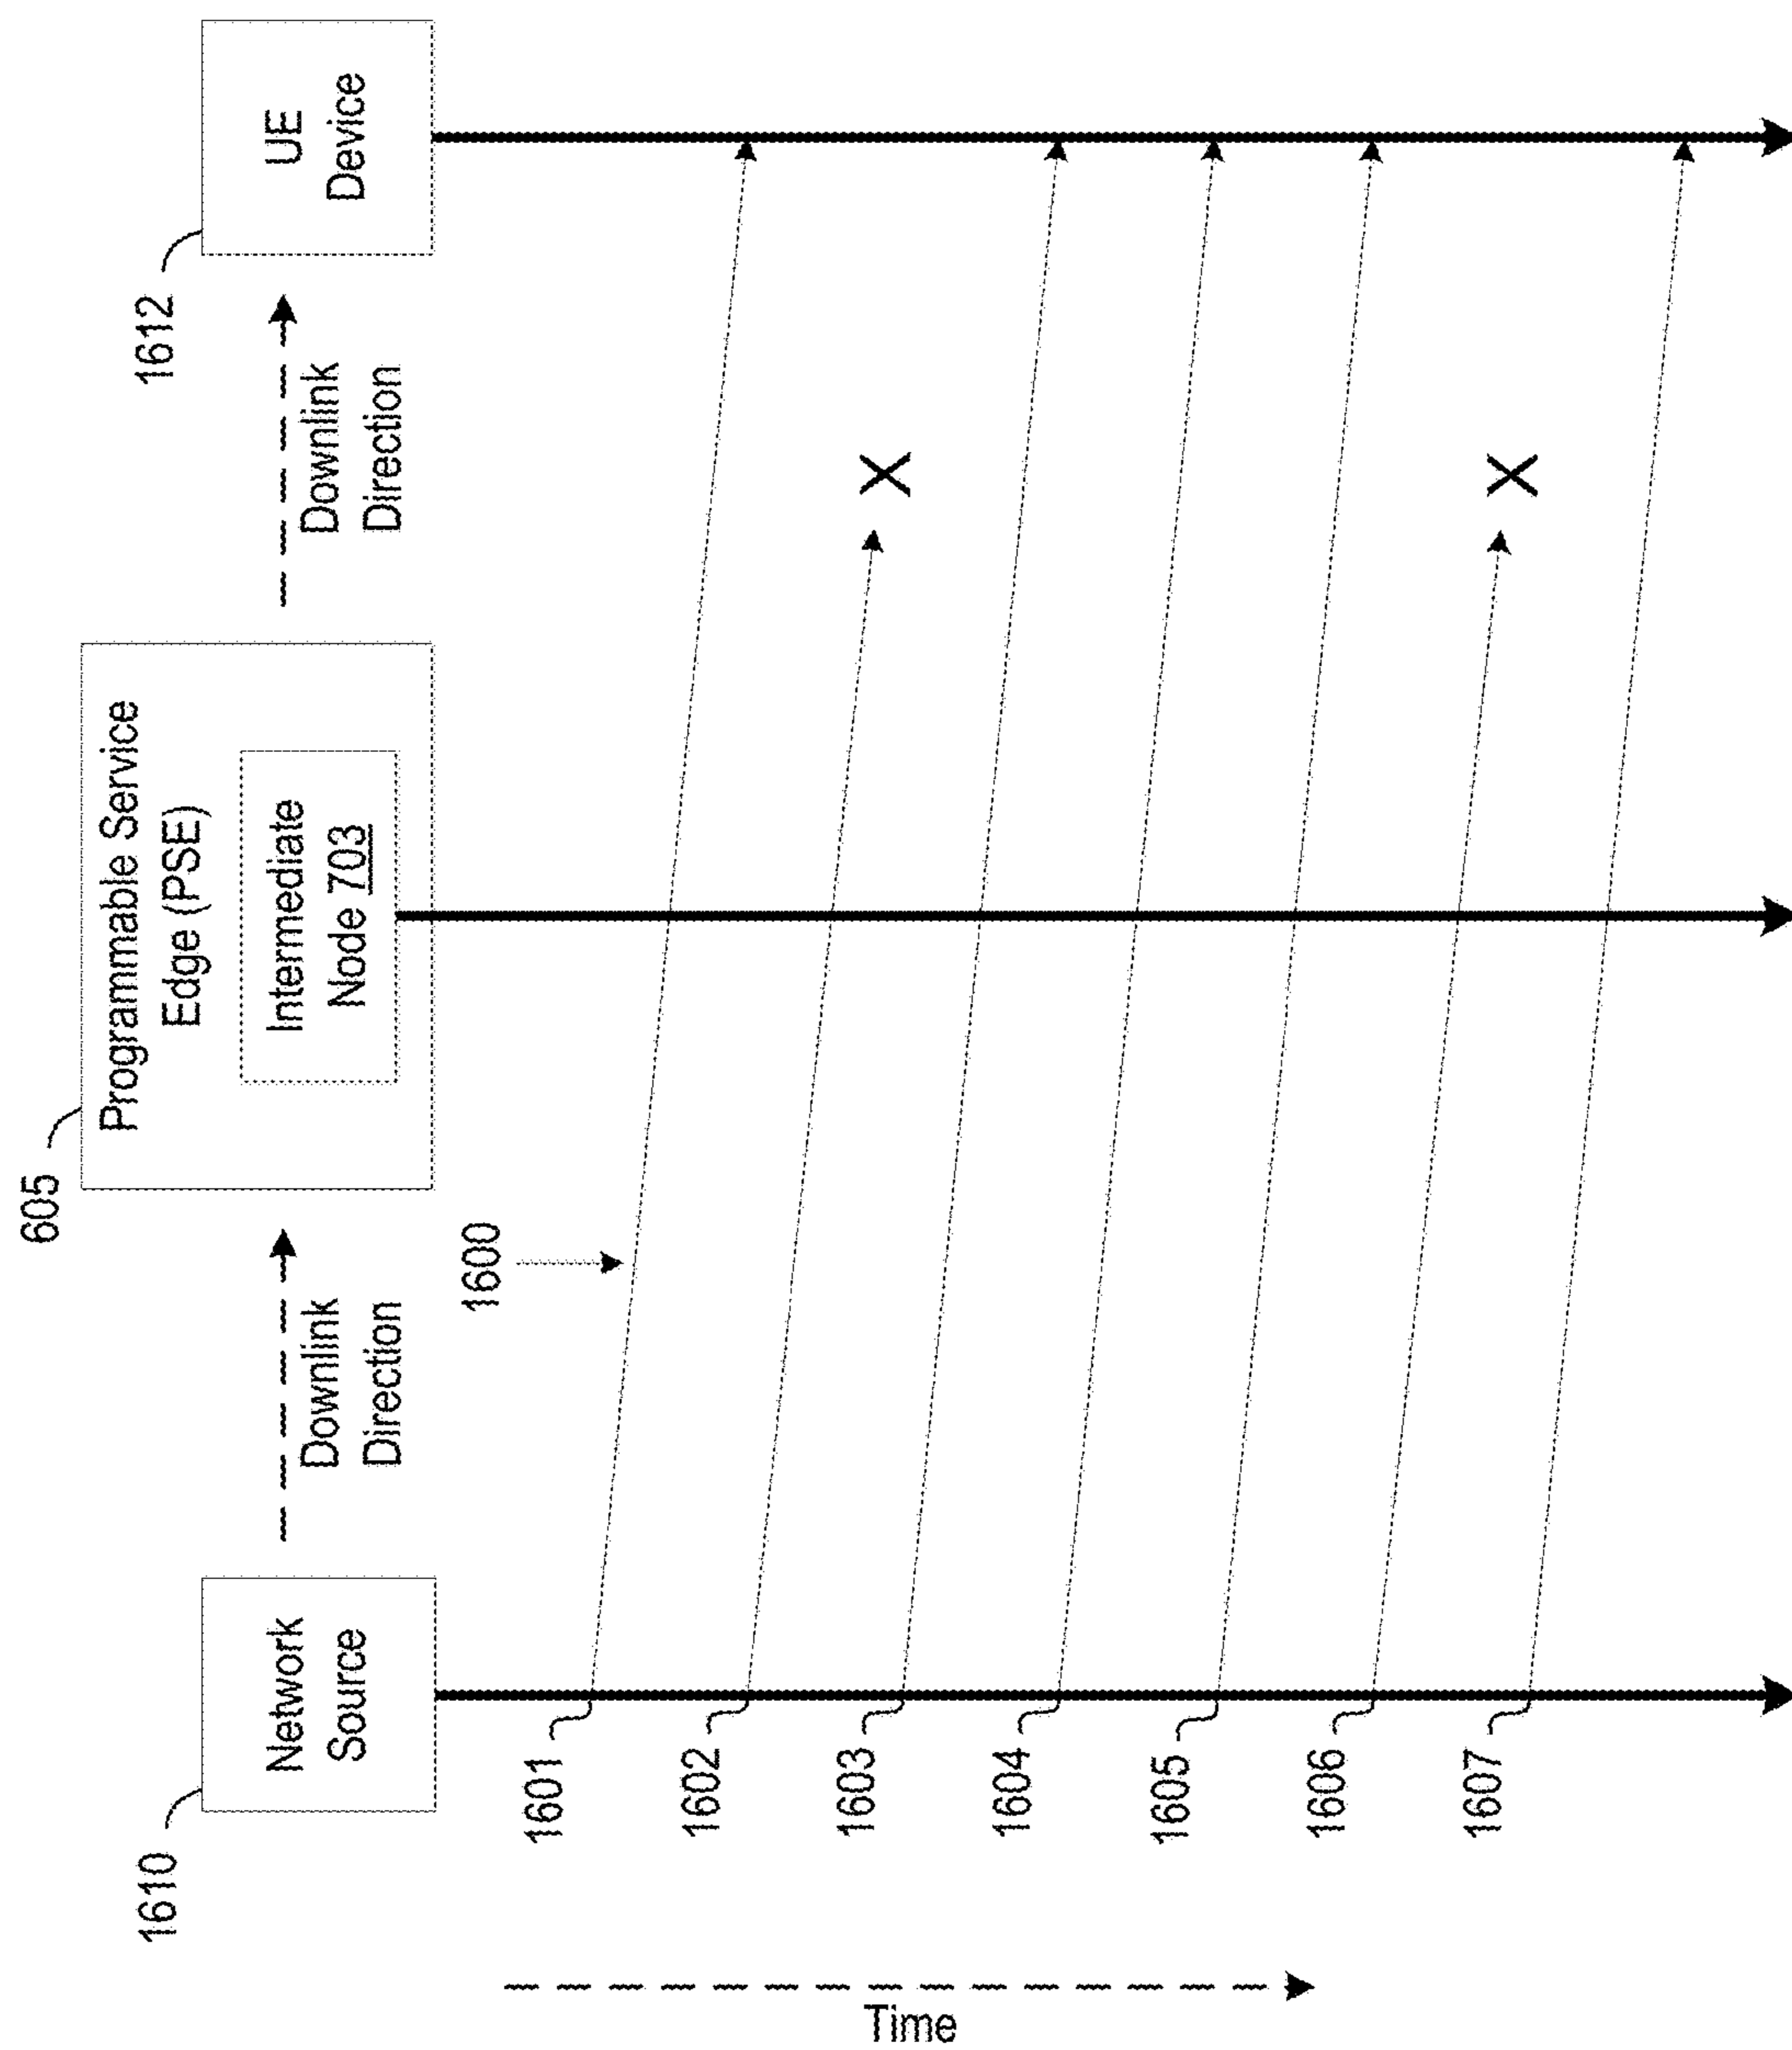 1610
Network
Source
Downlink
Direction
605
Programmable Service
Edge (PSE)
Intermediate
Node 703
Downlink
Direction
1612
UE
Device
1600
Time
1601
1602
1603
X
1604
1605
1606
X
1607